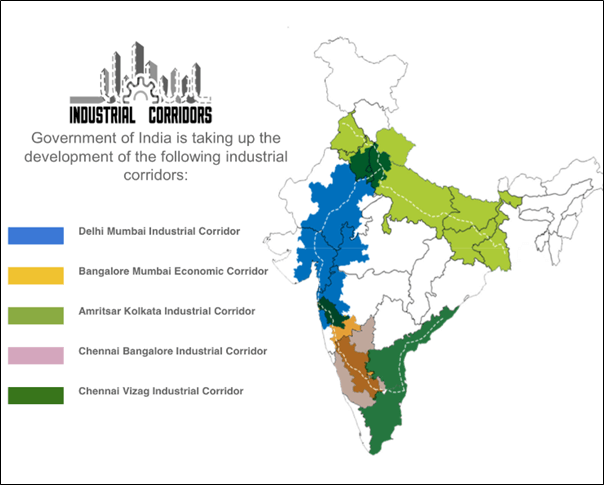 INDUSTRIAL CORRIDORS
Government of India is taking up the
development of the following industrial
corridors:
Delhi Mumbai Industrial Corridor
Bangalore Mumbai Economic Corridor
Amritsar Kolkata Industrial Corridor
Chennai Bangalore Industrial Corridor
Chennai Vizag Industrial Corridor